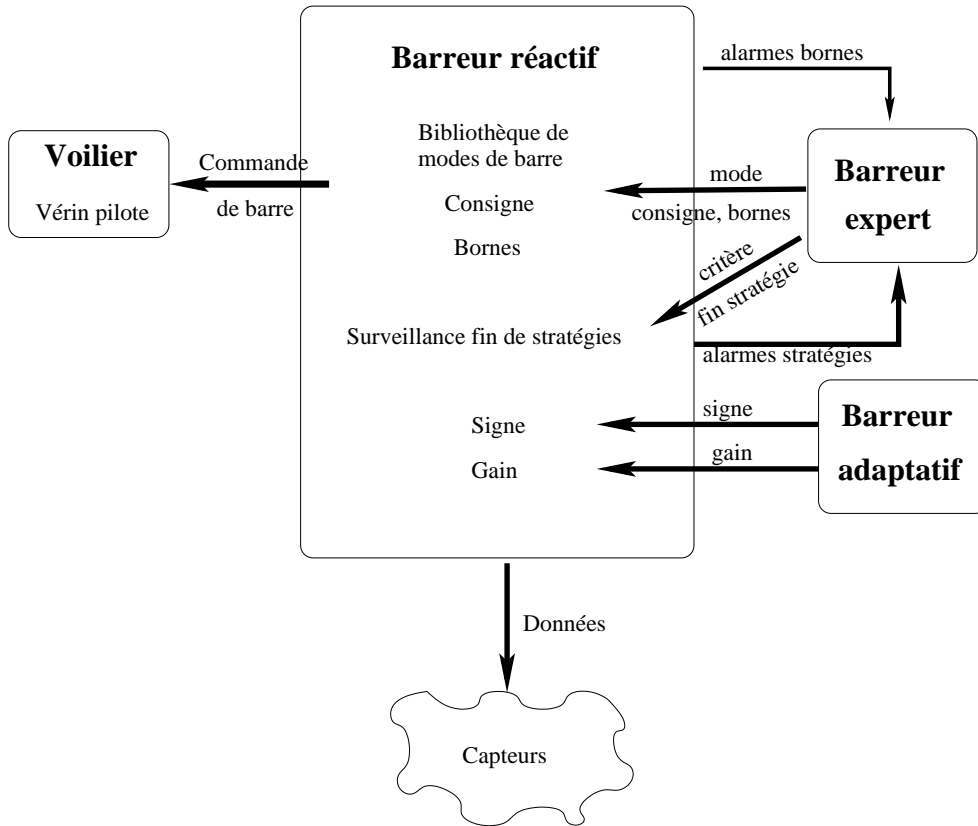 Barreur réactif
alarmes bornes
Bibliothèque de
modes de barre
Voilier
Vérin pilote
Commande
de barre
Consigne
Bornes
mode
consigne, bornes
Barreur
expert
critère
fin stratégie
Surveillance fin de stratégies
alarmes stratégies
Signe
Gain
signe
gain
Barreur
adaptatif
Données
Capteurs